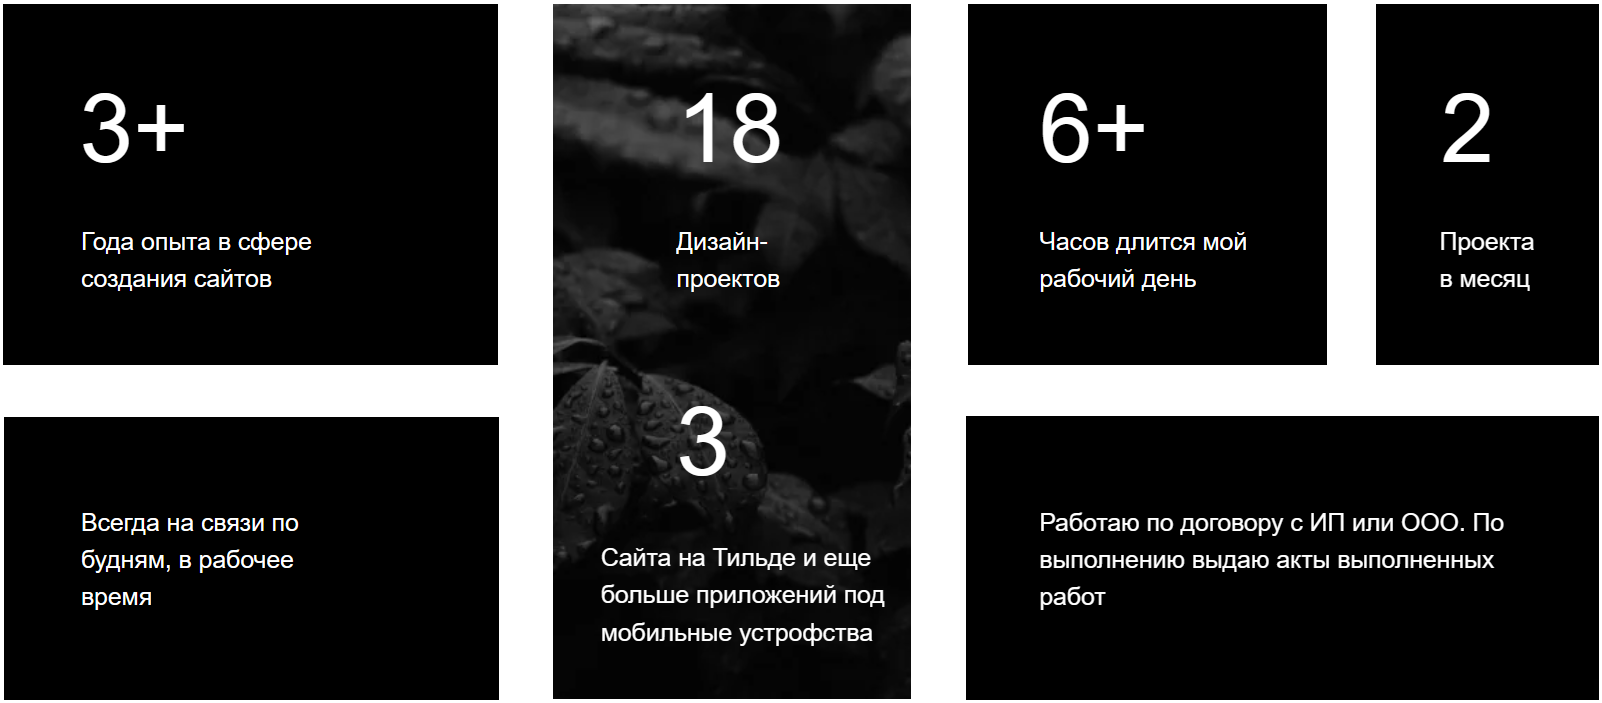 3+
Года опыта в сфере
создания сайтов
18
Дизайн-
проектов
3
Сайта на Тильде и еще
больше приложений под
мобильные устрофства
6+
Часов длится мой
рабочий день
2
Проекта
в месяц
Всегда на связи по
будням, в рабочее
время
Работаю по договору с ИП или ООО. По
выполнению выдаю акты выполненных
работ